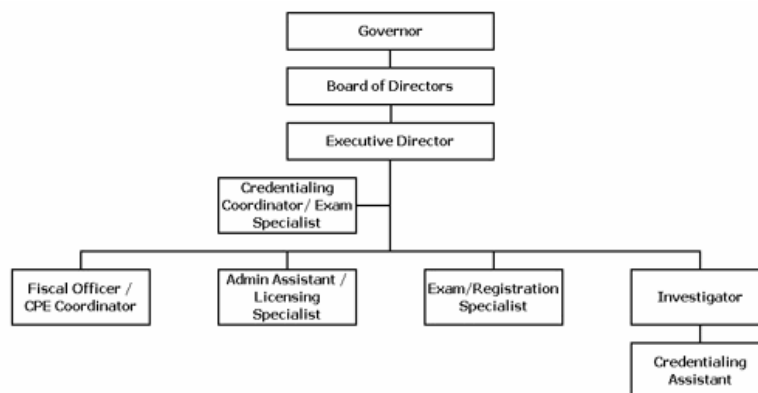 Governor
Board of Directors
Executive Director
Credentialing
Coordinator/ Exam
Specialist
Fiscal Officer /
CPE Coordinator
Admin Assistant /
Licensing
Specialist
Exam/Registration
Specialist
Investigator
Credentialing
Assistant